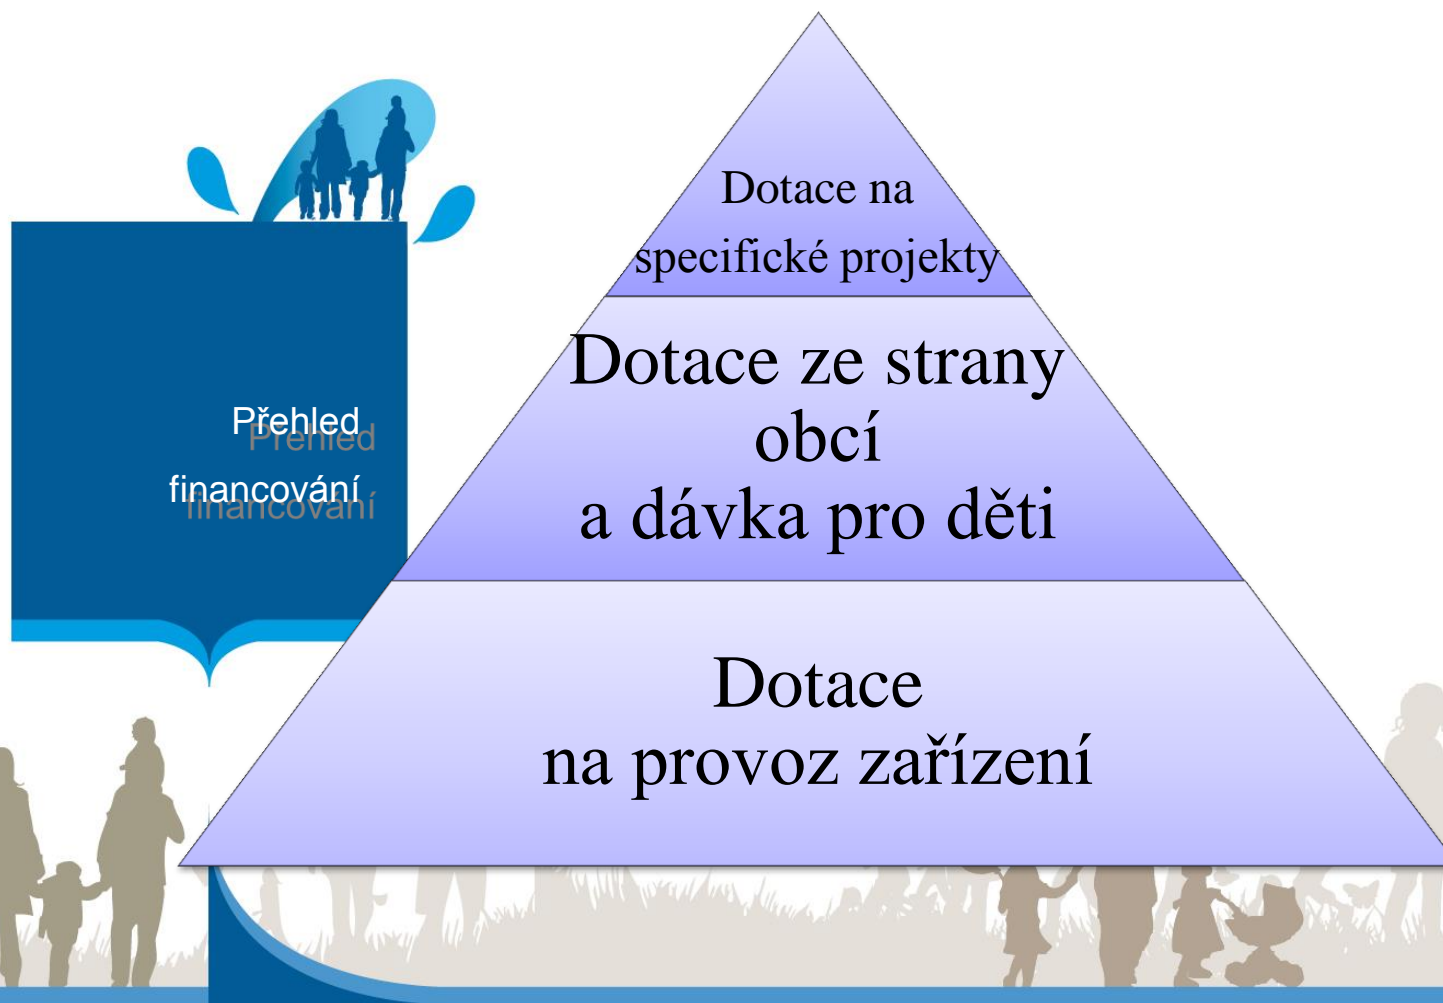 Přehled
financování
Dotace na
specifické projekty
Dotace ze strany
obcí
a dávka pro děti
Dotace
na provoz zařízení